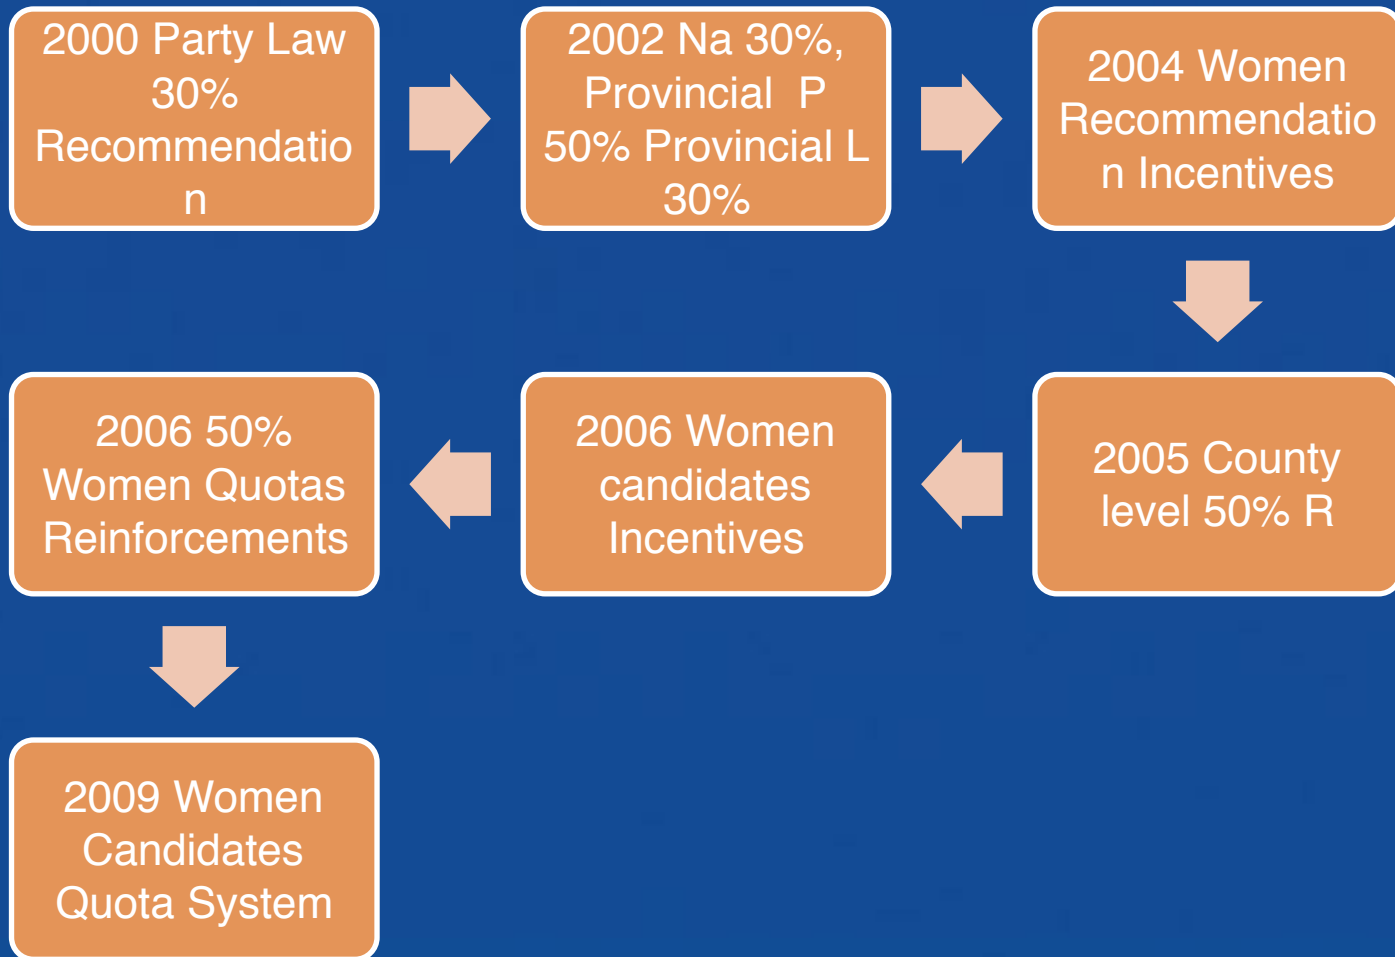 2000 Party Law
30%
Recommendatio
n
2002 Na 30%,
Provincial P
50% Provincial L
30%
2004 Women
Recommendatio
n Incentives
2005 County
level 50% R
2006 Women
candidates
Incentives
2006 50%
Women Quotas
Reinforcements
2009 Women
Candidates
Quota System